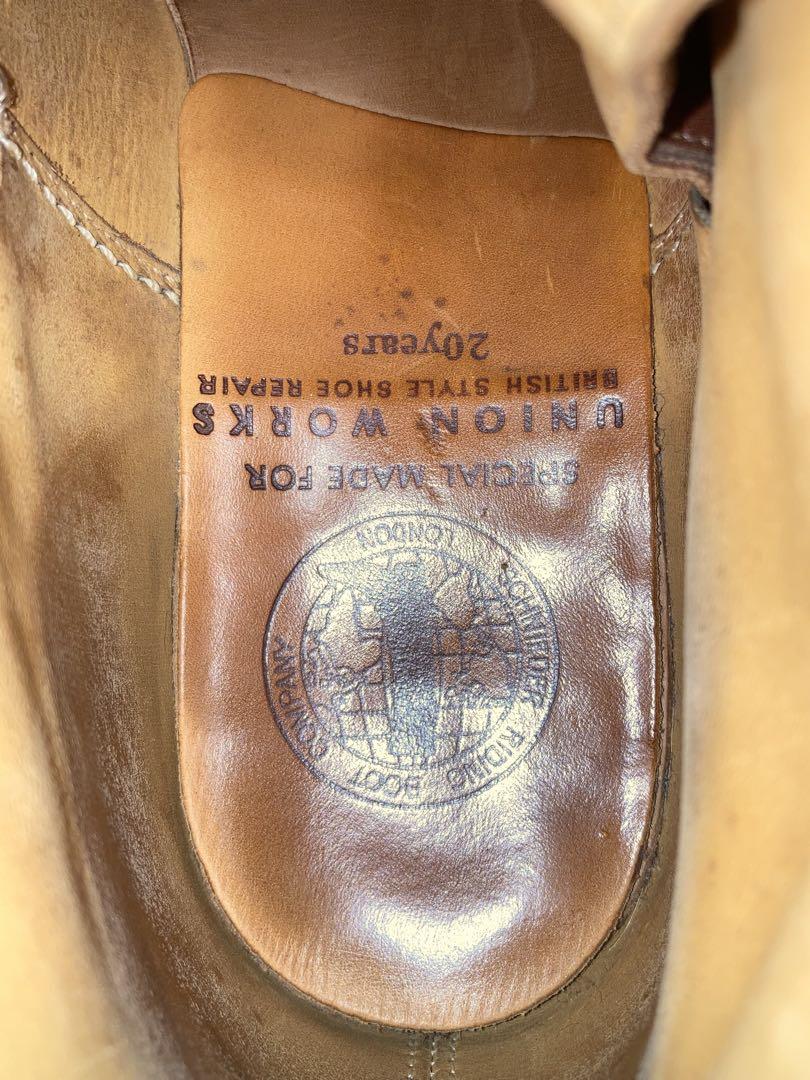 SCHNIEDER RIDING BOOT COMPANY
LONDON
SPECIAL MADE FOR
UNION WORKS
BRITISH STYLE SHOE REPAIR
20years